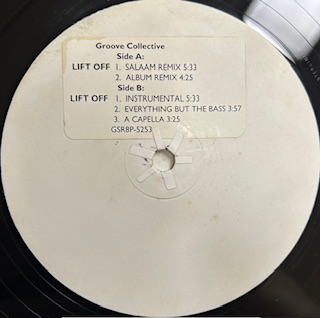 Groove Collective
Side A:
LIFT OFF 1. SALAAM REMIX 5:33
2. ALBUM REMIX 4:25
Side B:
LIFT OFF 1. INSTRUMENTAL 5:33
2. EVERYTHING BUT THE BASS 3:57
3. A CAPELLA 3:25
GSRBP-5253